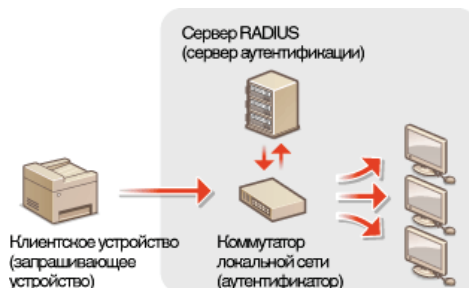 Сервер RADIUS
(сервер аутентификации)
Клиентское устройство
(запрашивающее
устройство)
Коммутатор
локальной сети
(аутентификатор)